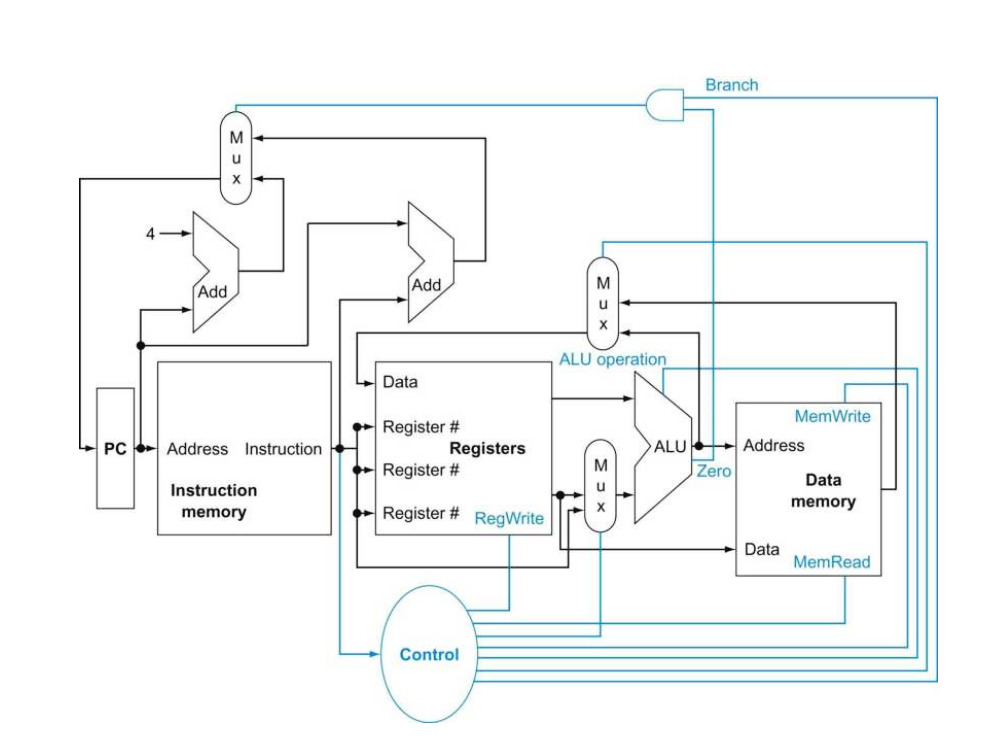 Branch
M
u
x
4
Add
Add
M
u
x
ALU operation
Data
Register #
Registers
Register #
Register #
RegWrite
PC
Address
Instruction
Instruction
memory
M
u
x
ALU
Zero
MemWrite
Address
Data
memory
Data
MemRead
Control